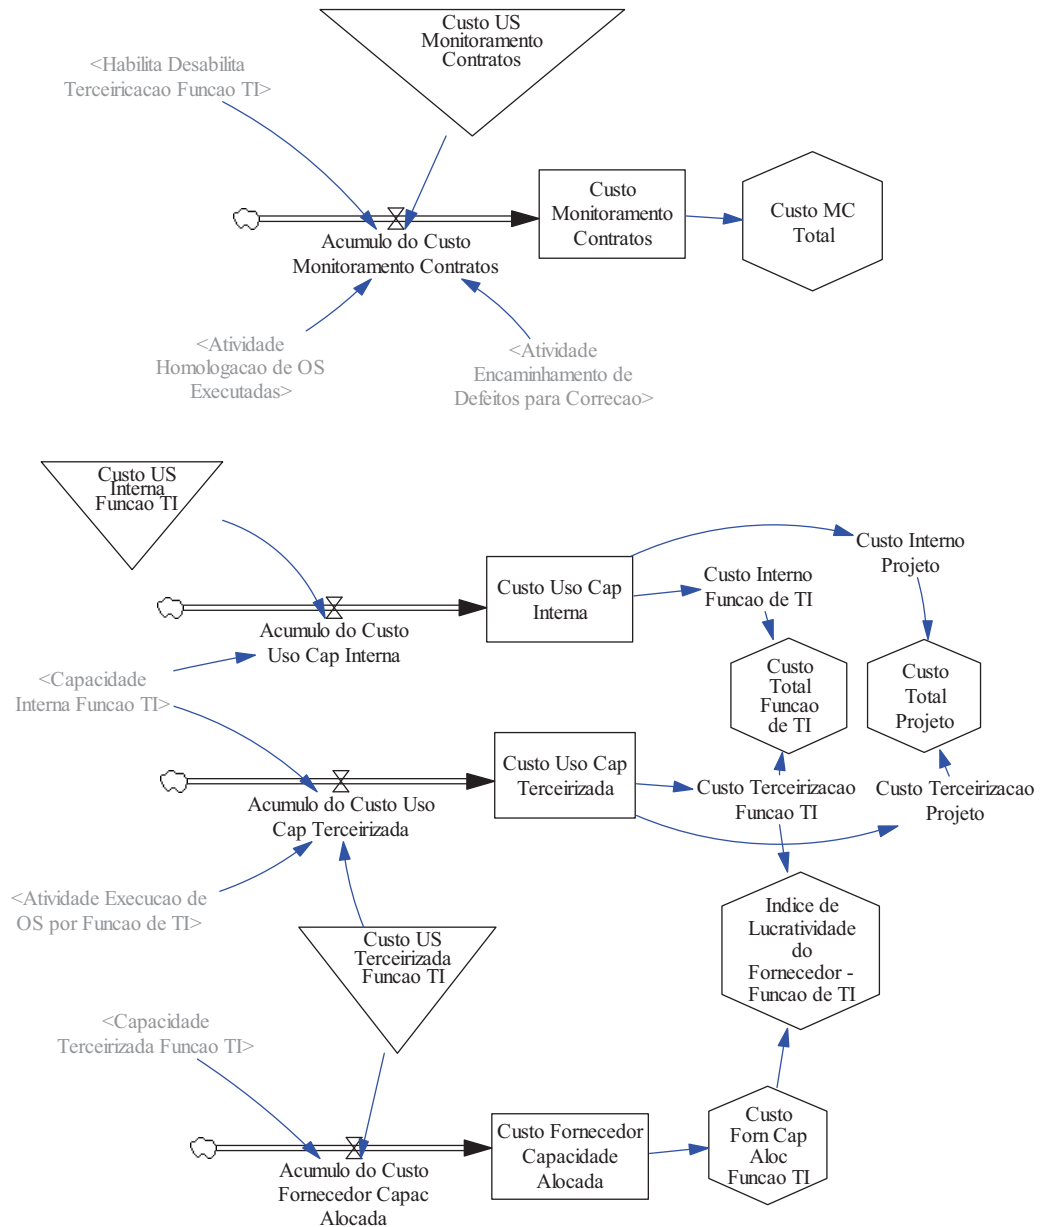 Custo US
Monitoramento
Contratos
<Habilita Desabilita
Terceiricacao Funcao TI>
Custo
Monitoramento
Contratos
Custo MC
Total
Acumulo do Custo
Monitoramento Contratos
<Atividade
Homologacao de OS
Executadas>
<Atividade
Encaminhamento de
Defeitos para Correcao>
Custo US
Interna
Funcao TI
Custo Interno
Projeto
Custo Uso Cap
Interna
Custo Interno
Funcao de TI
Acumulo do Custo
Uso Cap Interna
<Capacidade
Interna Funcao TI>
Custo
Total
Funcao
de TI
Custo
Total
Projeto
Custo Uso Cap
Terceirizada
Custo Terceirizacao
Funcao TI
Custo Terceirizacao
Projeto
Acumulo do Custo Uso
Cap Terceirizada
<Atividade Execucao de
OS por Funcao de TI>
Custo US
Terceirizada
Funcao TI
Indice de
Lucratividade
do
Fornecedor -
Funcao de TI
<Capacidade
Terceirizada Funcao TI>
Custo Fornecedor
Capacidade
Alocada
Custo
Forn Cap
Aloc
Funcao TI
Acumulo do Custo
Fornecedor Capac
Alocada